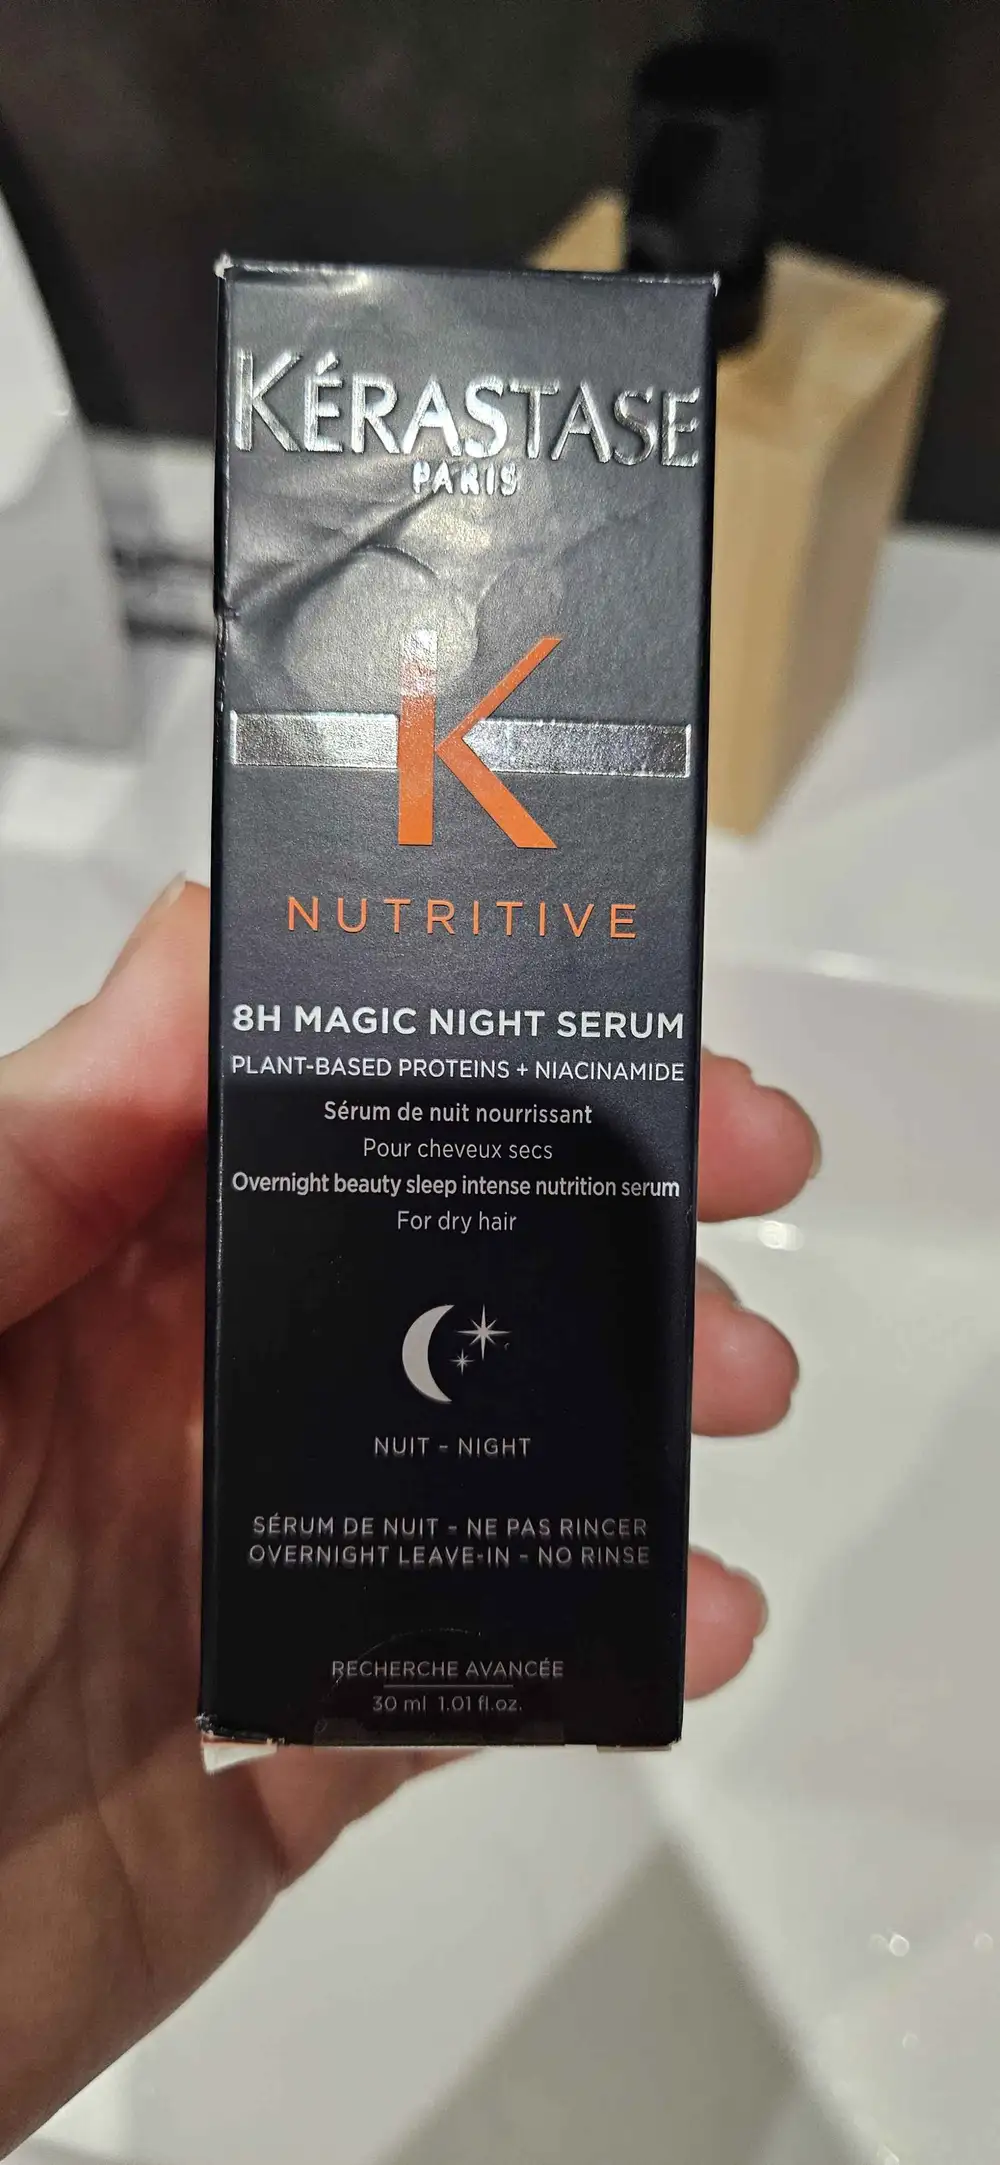 KÉRASTASE
PARIS
K
NUTRITIVE
8H MAGIC NIGHT SERUM
PLANT-BASED PROTEINS + NIACINAMIDE
Sérum de nuit nourrissant
Pour cheveux secs
Overnight beauty sleep intense nutrition serum
For dry hair
NUIT - NIGHT
SÉRUM DE NUIT - NE PAS RINCER
OVERNIGHT LEAVE-IN - NO RINSE
RECHERCHE AVANCÉE
30 ml 1.01 fl.oz.